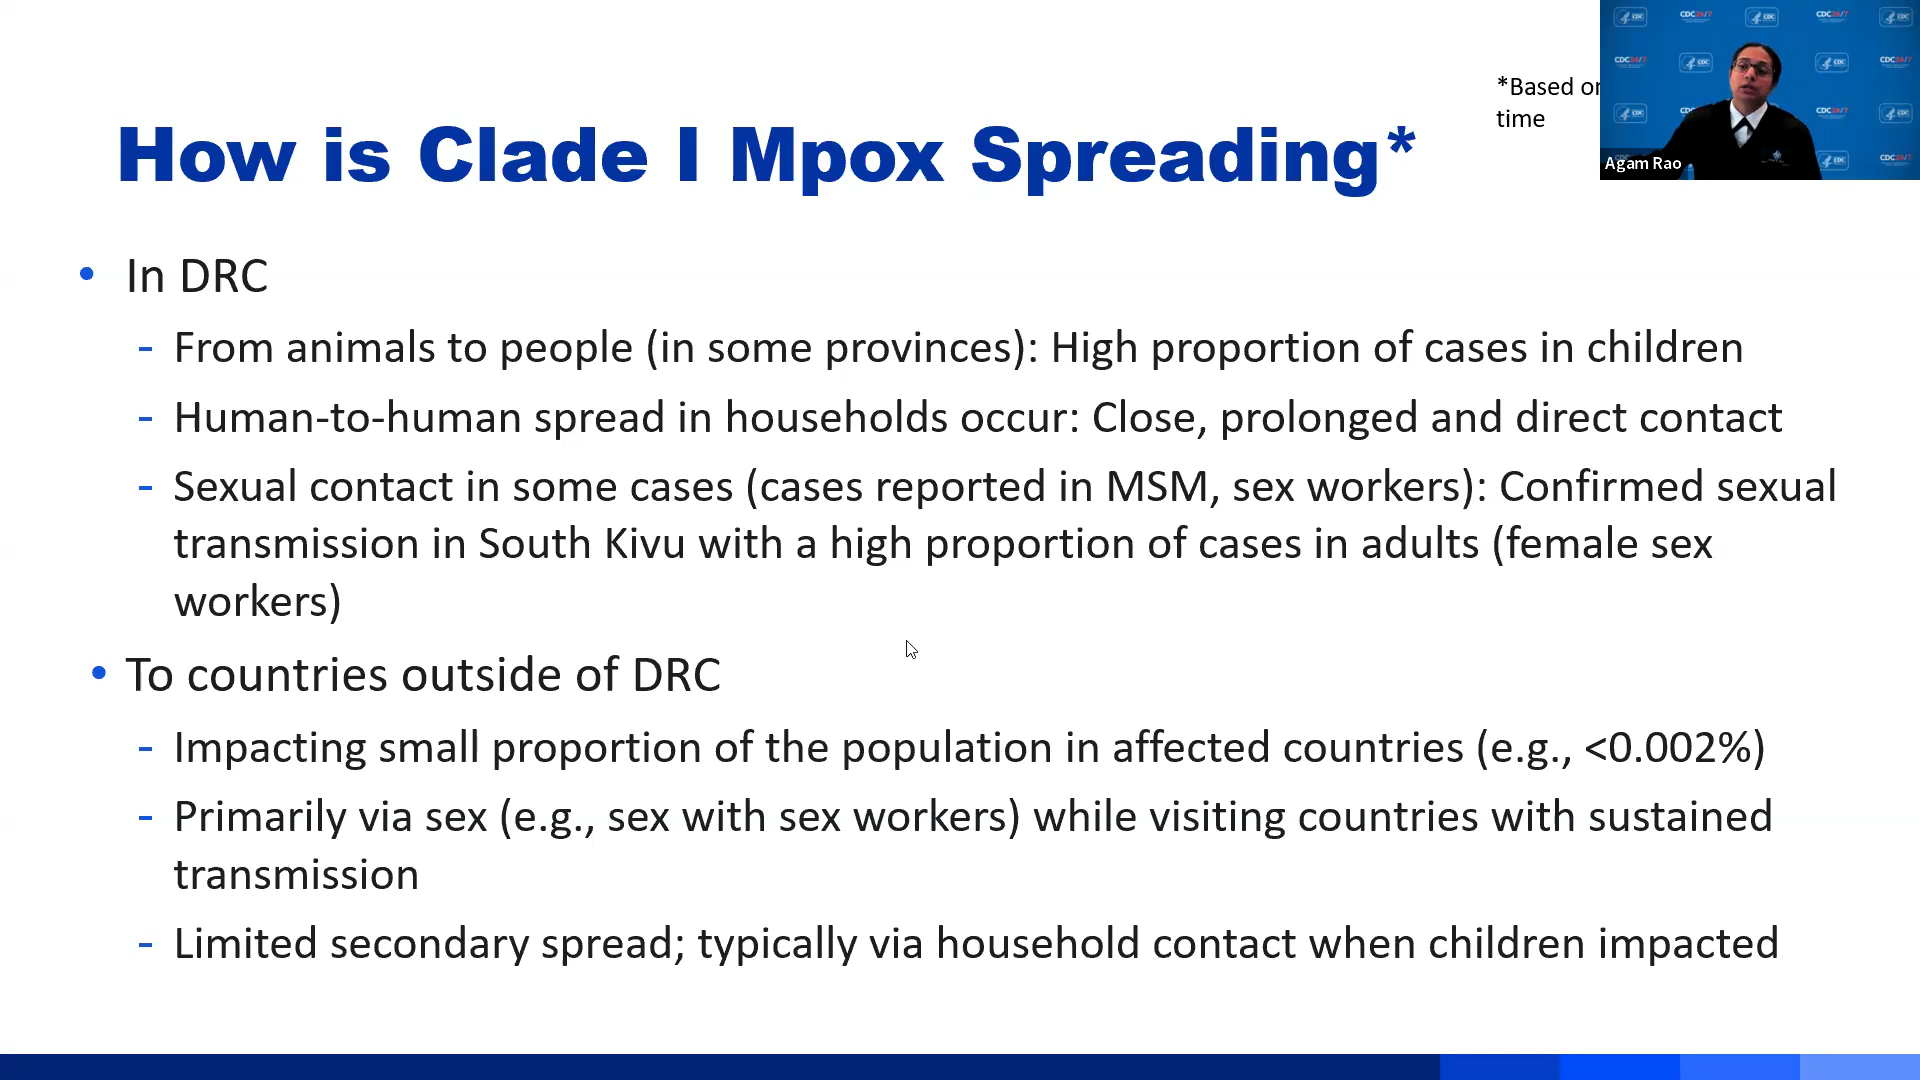 *Based or
time
Agam Rao
How is Clade I Mpox Spreading*
• In DRC
- From animals to people (in some provinces): High proportion of cases in children
- Human-to-human spread in households occur: Close, prolonged and direct contact
- Sexual contact in some cases (cases reported in MSM, sex workers): Confirmed sexual
transmission in South Kivu with a high proportion of cases in adults (female sex
workers)
• To countries outside of DRC
- Impacting small proportion of the population in affected countries (e.g., <0.002%)
- Primarily via sex (e.g., sex with sex workers) while visiting countries with sustained
transmission
- Limited secondary spread; typically via household contact when children impacted